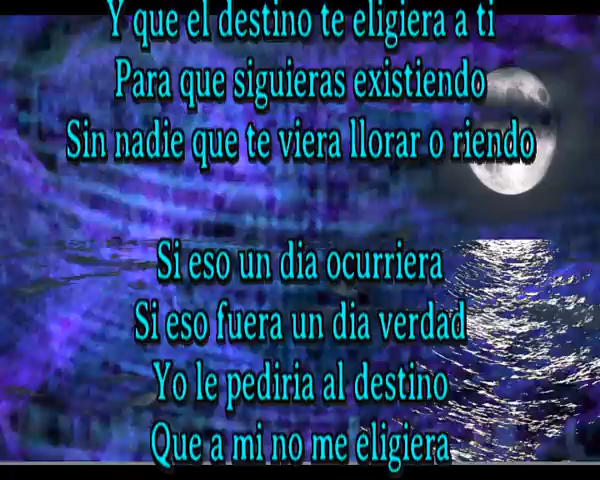 Y que el destino te eligiera a ti
Para que siguieras existiendo
Sin nadie que te viera llorar o riendo
Si eso un dia ocurriera
Si eso fuera un dia verdad
Yo le pediria al destino
Que a mi no me eligiera